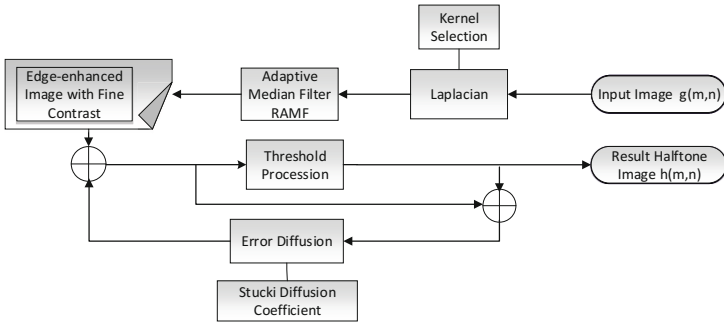 Kernel
Selection
Edge-enhanced
Image with Fine
Contrast
Adaptive
Median Filter
RAMF
Laplacian
Input Image g(m,n)
Threshold
Procession
Result Halftone
Image h(m,n)
Error Diffusion
Stucki Diffusion
Coefficient